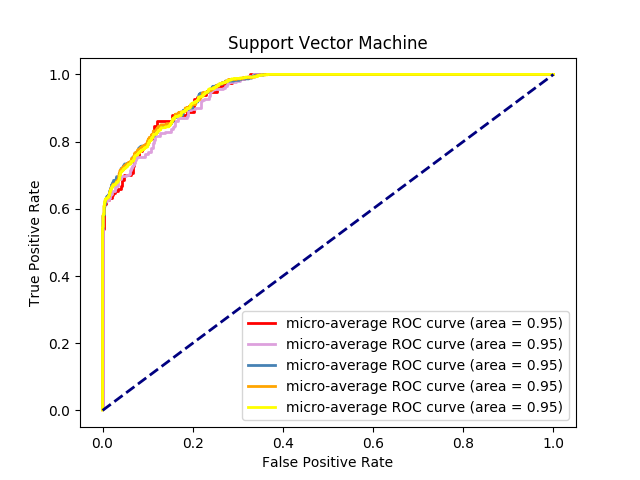 Support Vector Machine
True Positive Rate
1.0
0.8
0.6
0.4
0.2
0.0
micro-average ROC curve (area = 0.95)
micro-average ROC curve (area = 0.95)
micro-average ROC curve (area = 0.95)
micro-average ROC curve (area = 0.95)
micro-average ROC curve (area = 0.95)
0.0 0.2 0.4 0.6 0.8 1.0
False Positive Rate